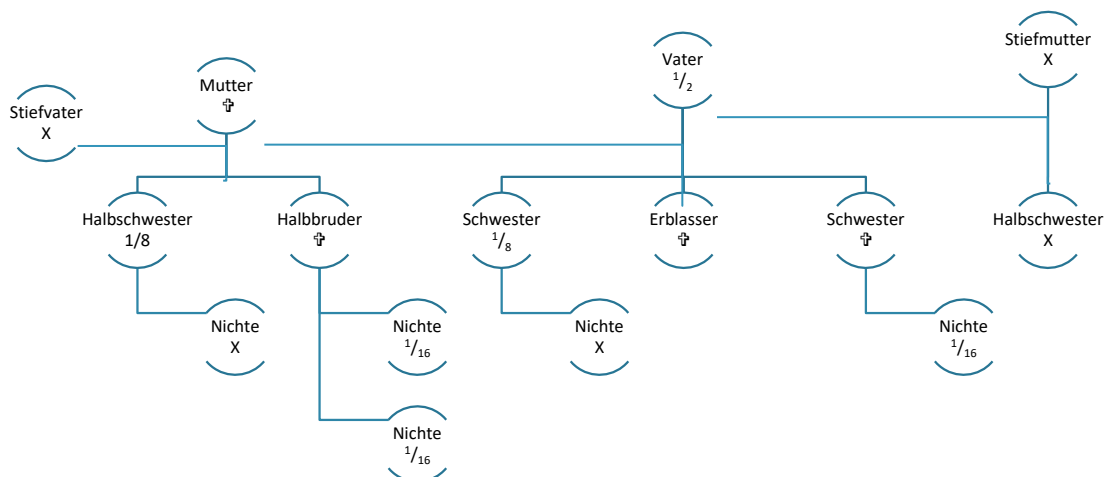 Stiefmutter
X
Vater
1/2
Mutter
✞
Stiefvater
X
Halbschwester
1/8
Halbbruder
✞
Schwester
1/8
Erblasser
✞
Schwester
✞
Halbschwester
X
Nichte
X
Nichte
1/16
Nichte
X
Nichte
1/16
Nichte
1/16